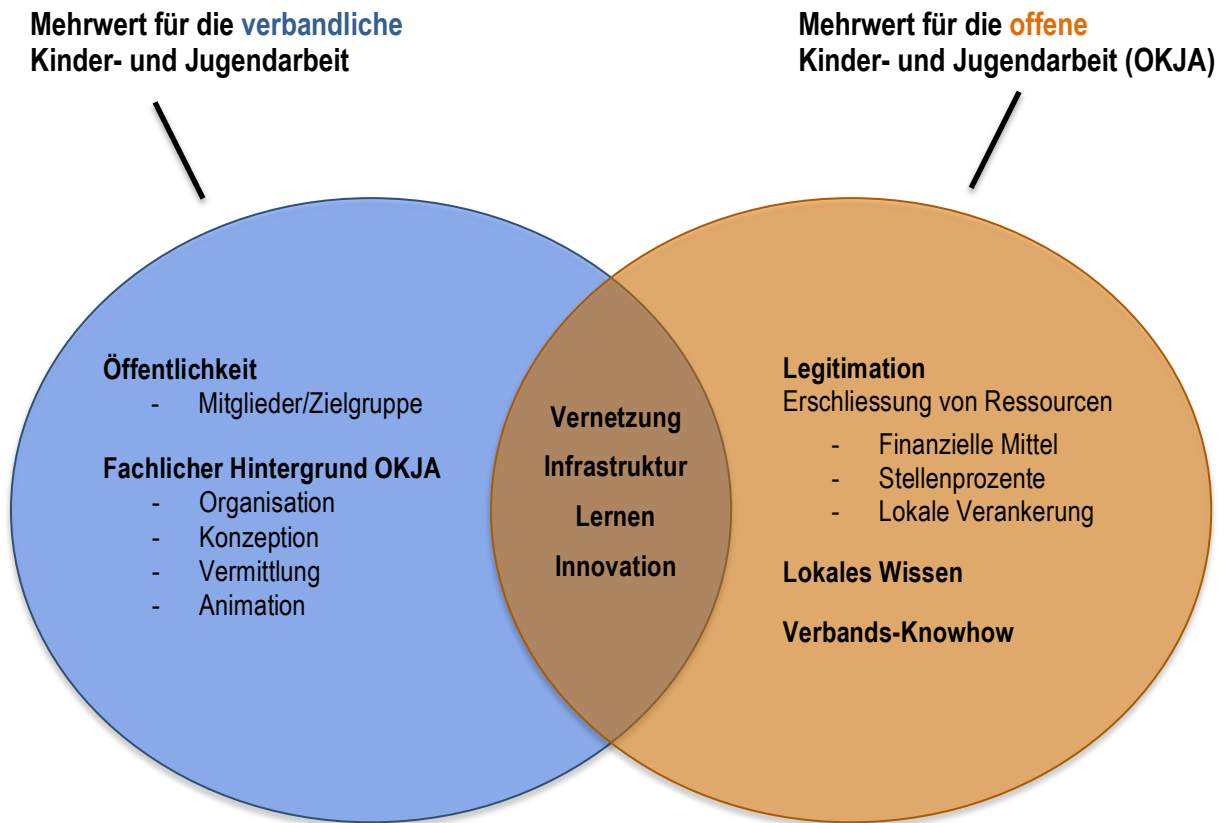 Mehrwert für die verbandliche
Kinder- und Jugendarbeit
Mehrwert für die offene
Kinder- und Jugendarbeit (OKJA)
Öffentlichkeit
- Mitglieder/Zielgruppe
Fachlicher Hintergrund OKJA
- Organisation
- Konzeption
- Vermittlung
- Animation
Vernetzung
Infrastruktur
Lernen
Innovation
Legitimation
Erschliessung von Ressourcen
- Finanzielle Mittel
- Stellenprozente
- Lokale Verankerung
Lokales Wissen
Verbands-Knowhow